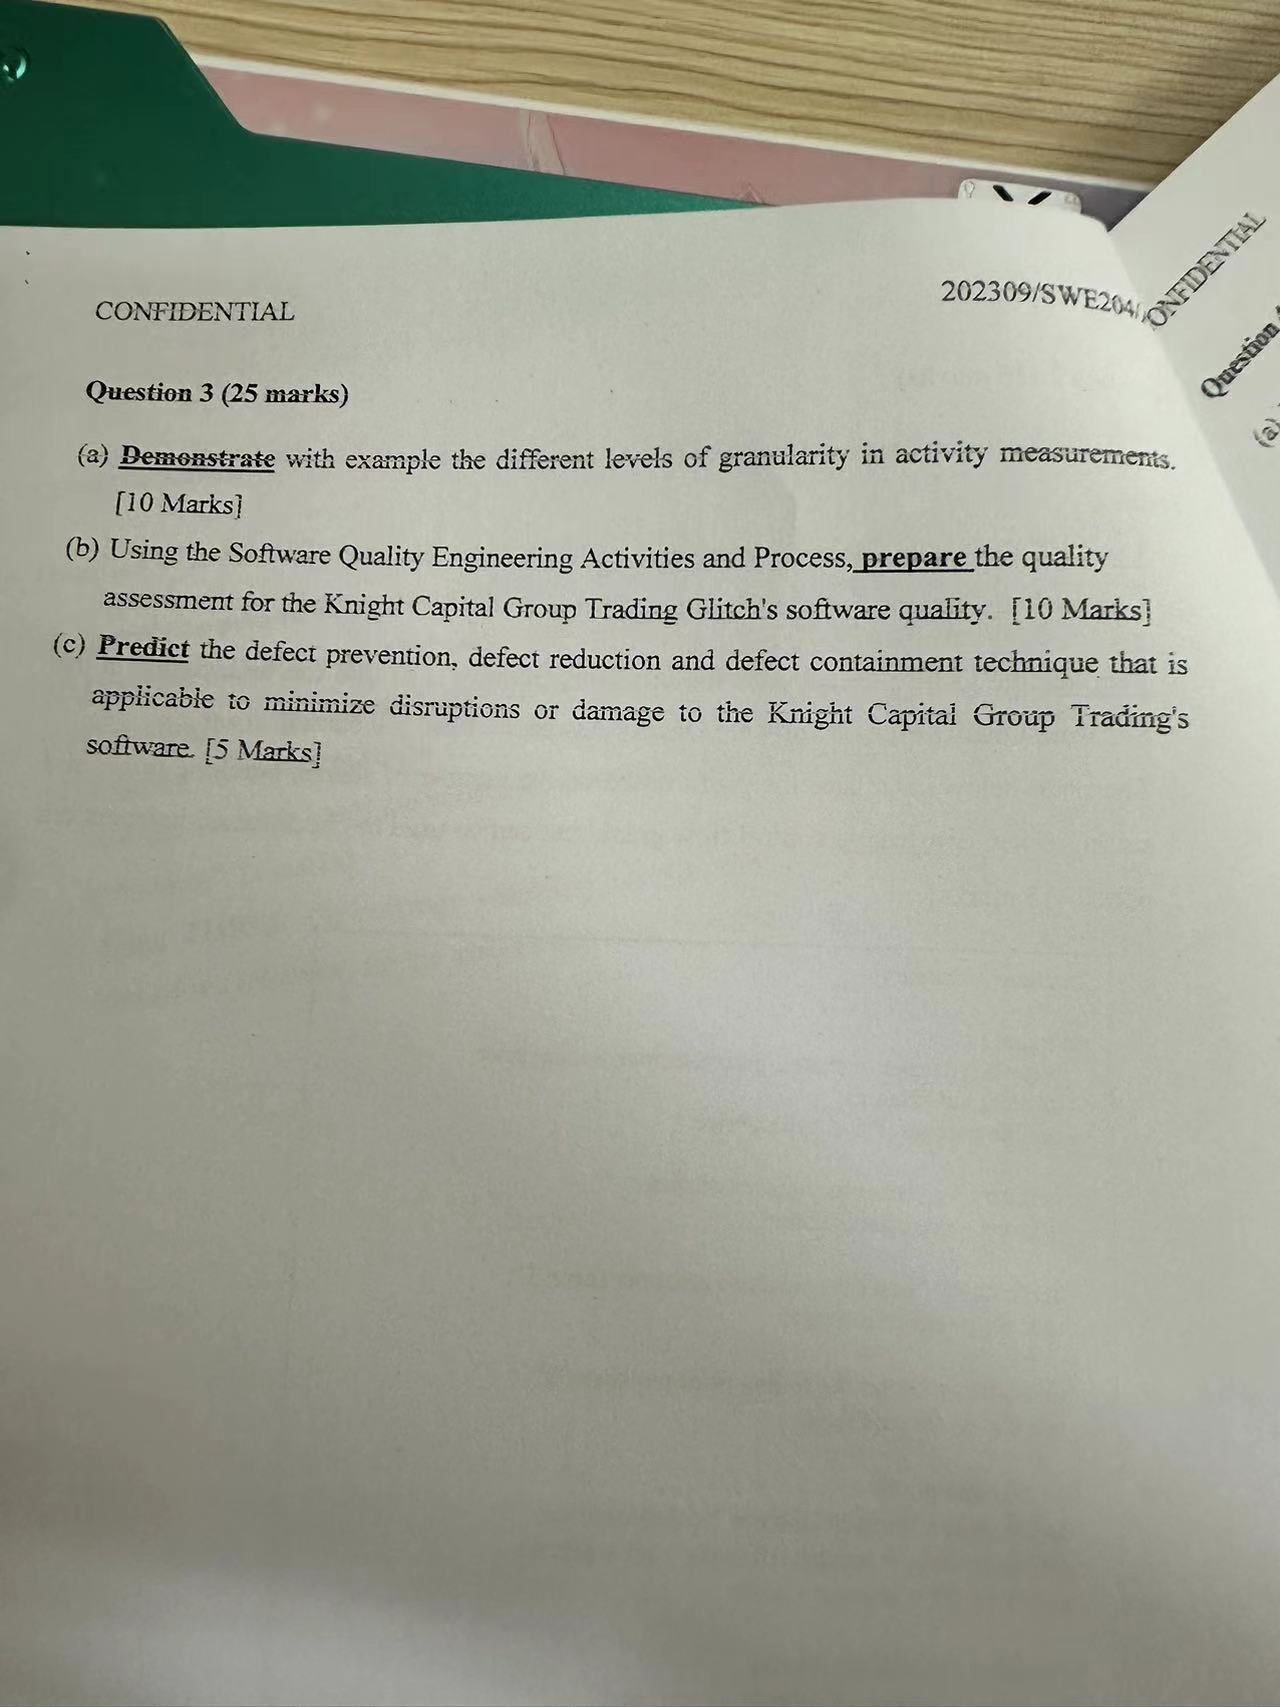 CONFIDENTIAL
202309/SWE204/
ONFIDENTIAL
Question 3 (25 marks)
(a) Demonstrate with example the different levels of granularity in activity measurements.
[10 Marks]
(b) Using the Software Quality Engineering Activities and Process, prepare the quality
assessment for the Knight Capital Group Trading Glitch's software quality. [10 Marks]
(c) Predict the defect prevention, defect reduction and defect containment technique that is
applicable to minimize disruptions or damage to the Knight Capital Group Trading's
software. [5 Marks]
Question
(a)